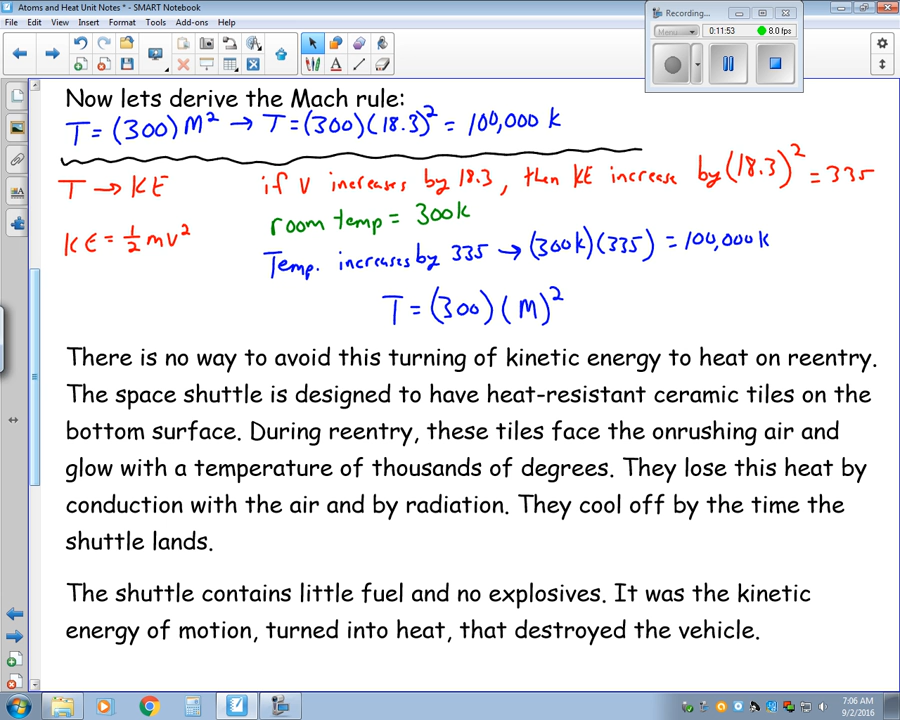 Atoms and Heat Unit Notes * - SMART Notebook
File Edit View Insert Format Tools Add-ons Help
Recording...
Menu
0:11:53
8.0 fps
Now lets derive the Mach rule:
T = (300) M² → T = (300)(18.3)² = 100,000 K
T → KE
if v increases by 18.3, then KE increase by (18.3)² = 335
room temp = 300K
KE = ½mv²
Temp. increases by 335 → (300K)(335) = 100,000K
T = (300)(M)²
There is no way to avoid this turning of kinetic energy to heat on reentry.
The space shuttle is designed to have heat-resistant ceramic tiles on the
bottom surface. During reentry, these tiles face the onrushing air and
glow with a temperature of thousands of degrees. They lose this heat by
conduction with the air and by radiation. They cool off by the time the
shuttle lands.
The shuttle contains little fuel and no explosives. It was the kinetic
energy of motion, turned into heat, that destroyed the vehicle.
7:06 AM
9/2/2016